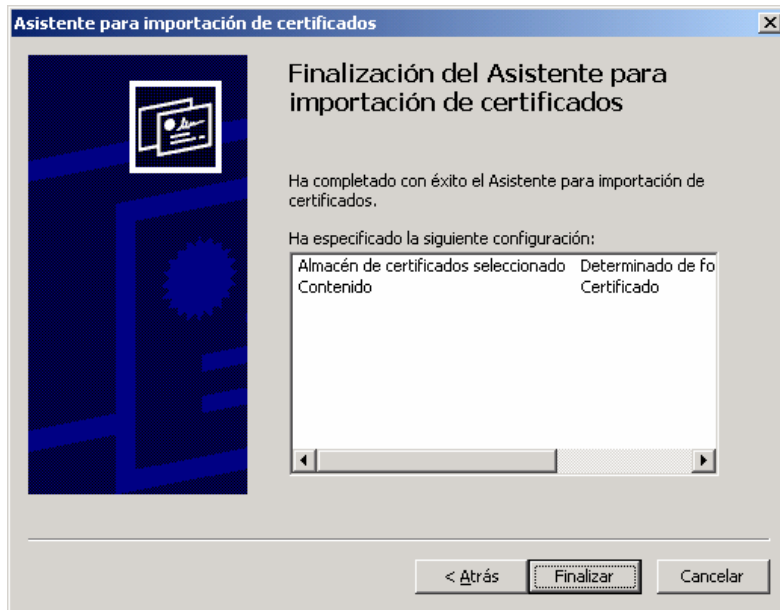 Asistente para importación de certificados
Finalización del Asistente para
importación de certificados
Ha completado con éxito el Asistente para importación de
certificados.
Ha especificado la siguiente configuración:
Almacén de certificados seleccionado Determinado de fo
Contenido Certificado
< Atrás Finalizar Cancelar